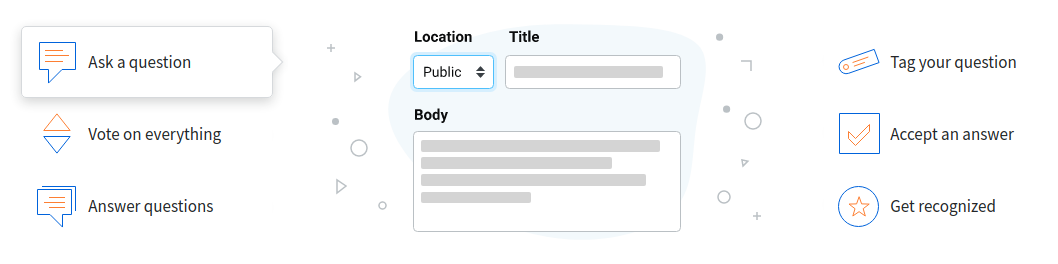 Ask a question
Vote on everything
Answer questions
Location Title
Public
Body
Tag your question
Accept an answer
Get recognized